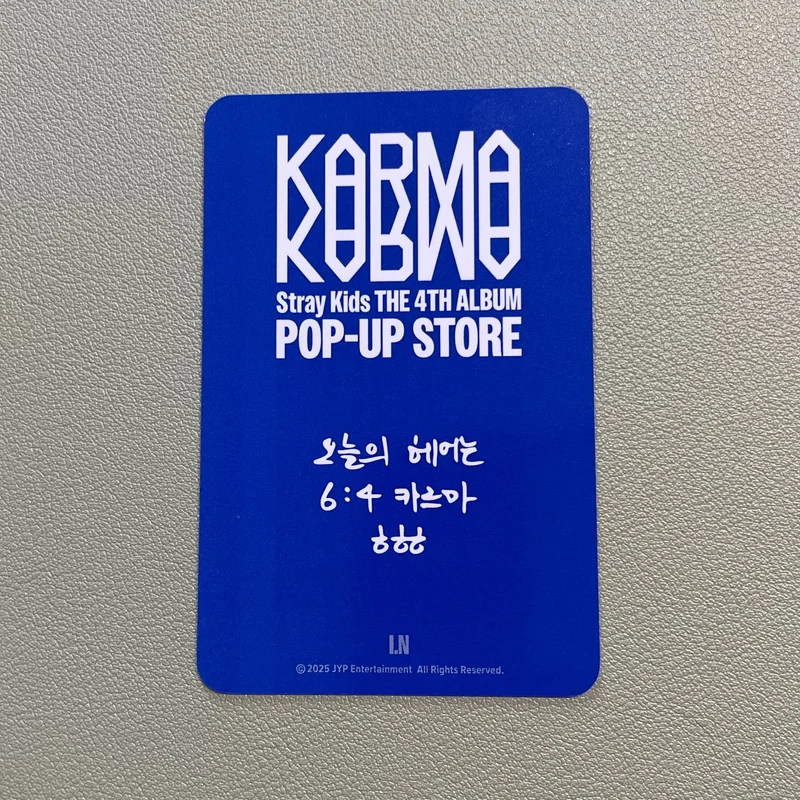 KARMA
Stray Kids THE 4TH ALBUM
POP-UP STORE
오늘의 헤어는
6:4 카르마
ㅎㅎㅎ
I.N
©2025 JYP Entertainment All Rights Reserved.